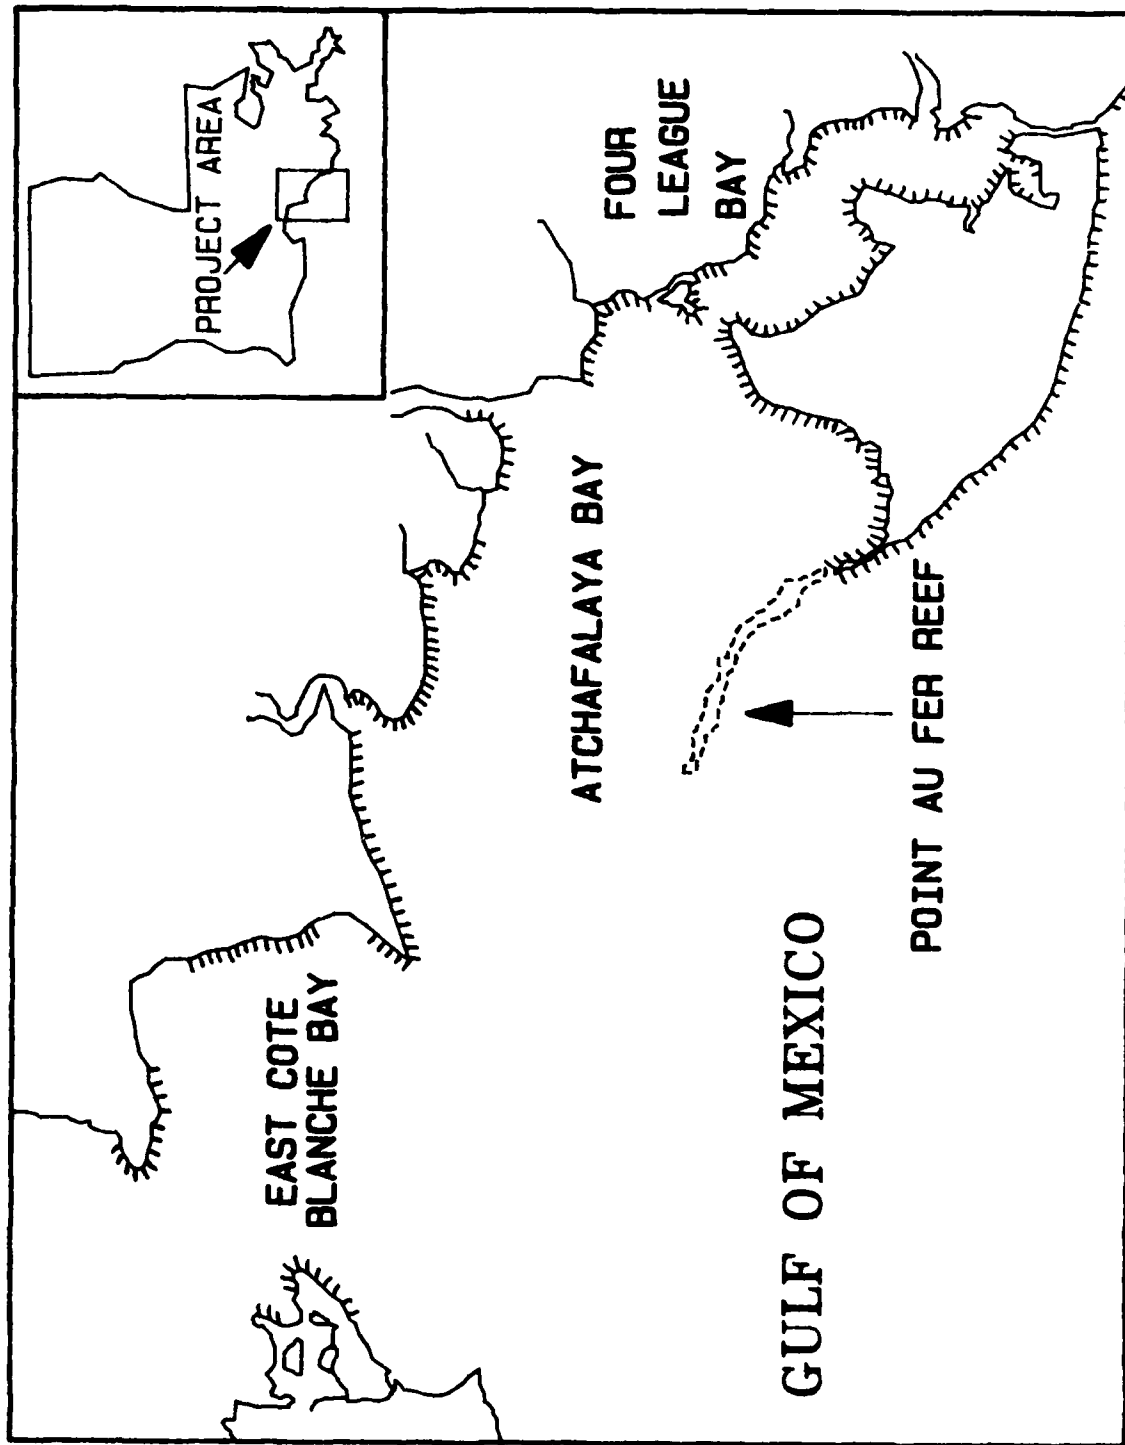 PROJECT AREA
FOUR
LEAGUE
BAY
EAST COTE
BLANCHE BAY
ATCHAFALAYA BAY
GULF OF MEXICO
POINT AU FER REEF